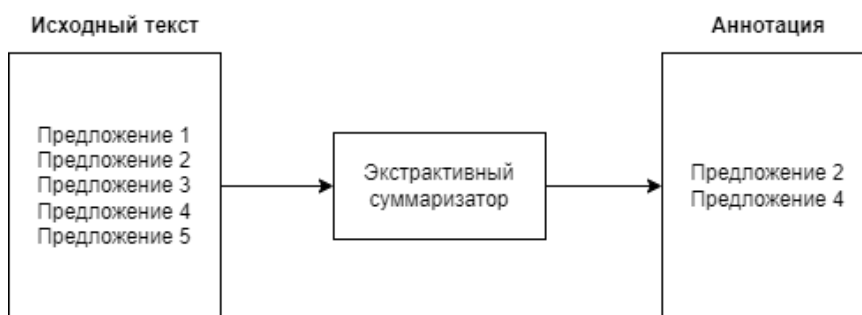 Исходный текст
Аннотация
Предложение 1
Предложение 2
Предложение 3
Предложение 4
Предложение 5
Экстрактивный
суммаризатор
Предложение 2
Предложение 4